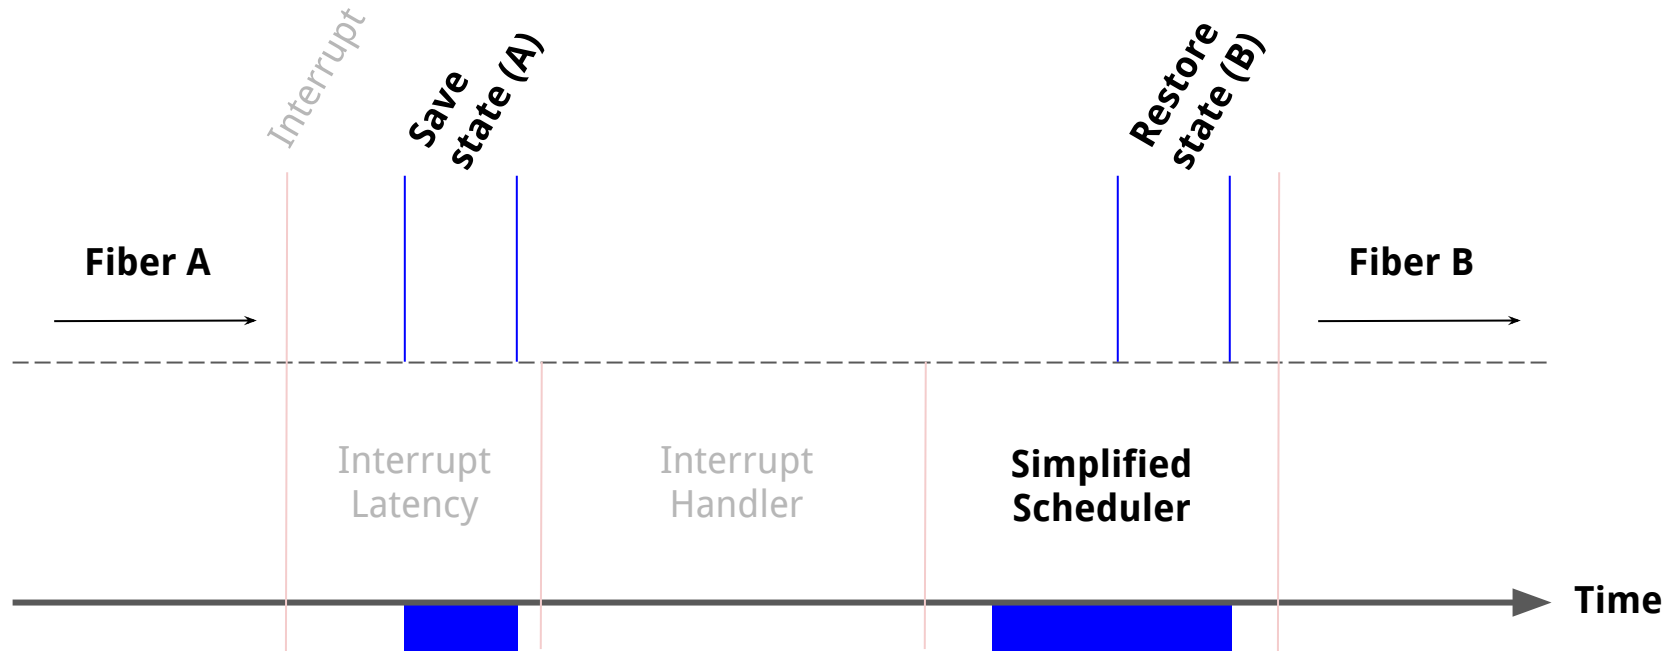 Interrupt
Save
state (A)
Restore
state (B)
Fiber A
Fiber B
Interrupt
Latency
Interrupt
Handler
Simplified
Scheduler
Time